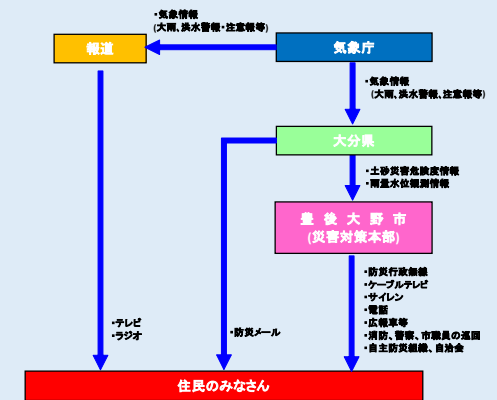 ・気象情報
(大雨、洪水警報・注意報等)
報道
気象庁
・気象情報
(大雨、洪水警報、注意報等)
大分県
・土砂災害危険度情報
・雨量水位観測情報
豊後大野市
(災害対策本部)
・防災行政無線
・ケーブルテレビ
・サイレン
・電話
・広報車等
・消防、警察、市職員の巡回
・自主防災組織、自治会
・テレビ
・ラジオ
・防災メール
住民のみなさん